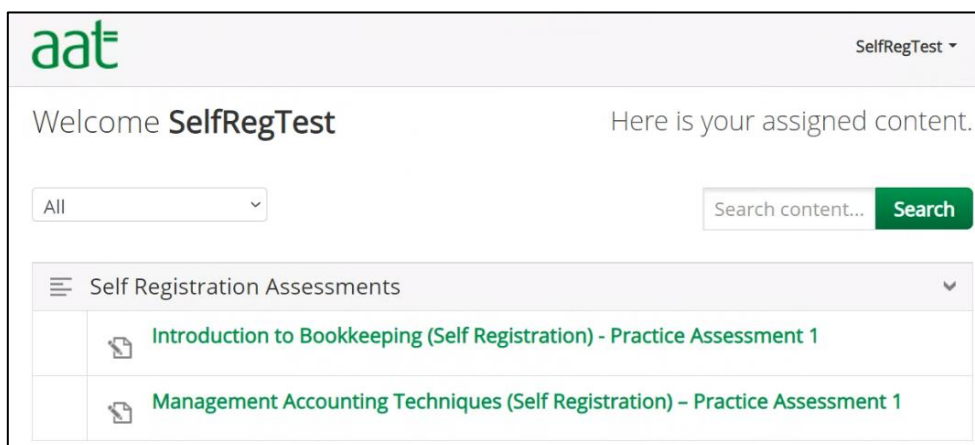 aat
SelfRegTest
Welcome SelfRegTest
Here is your assigned content.
All
Search content...
Search
Self Registration Assessments
Introduction to Bookkeeping (Self Registration) - Practice Assessment 1
Management Accounting Techniques (Self Registration) – Practice Assessment 1